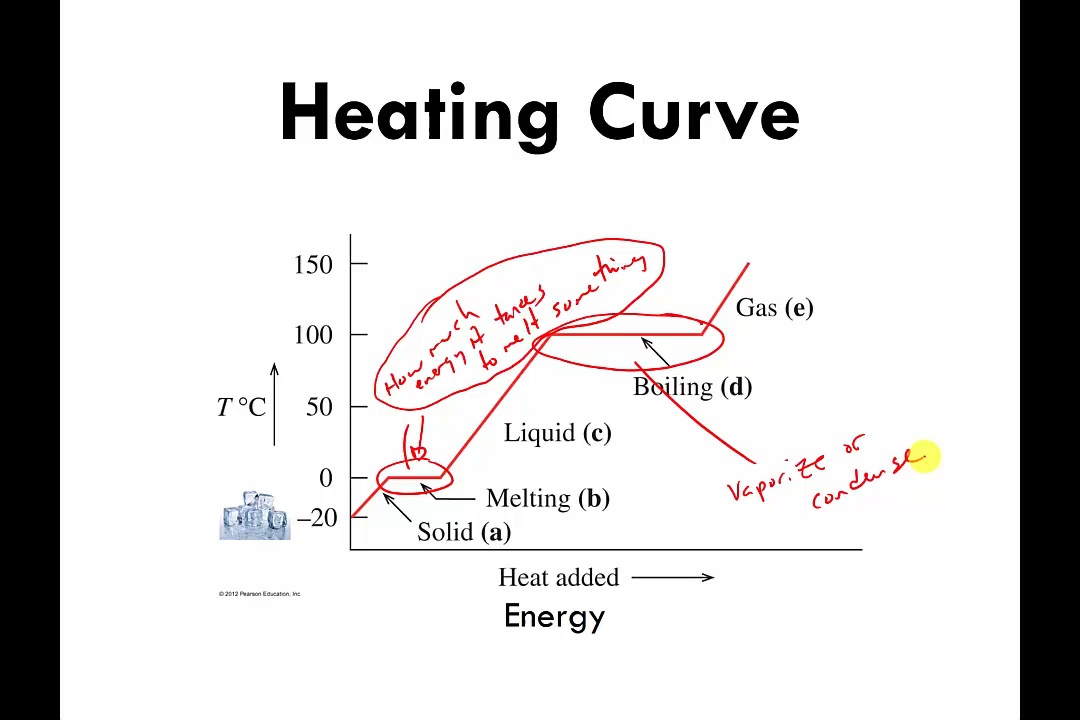 Heating Curve
150
100
50
0
–20
T °C
How much
energy it takes
to melt something
Gas (e)
Boiling (d)
Liquid (c)
Melting (b)
Solid (a)
Vaporize or
condense
Heat added
Energy
© 2012 Pearson Education, Inc.